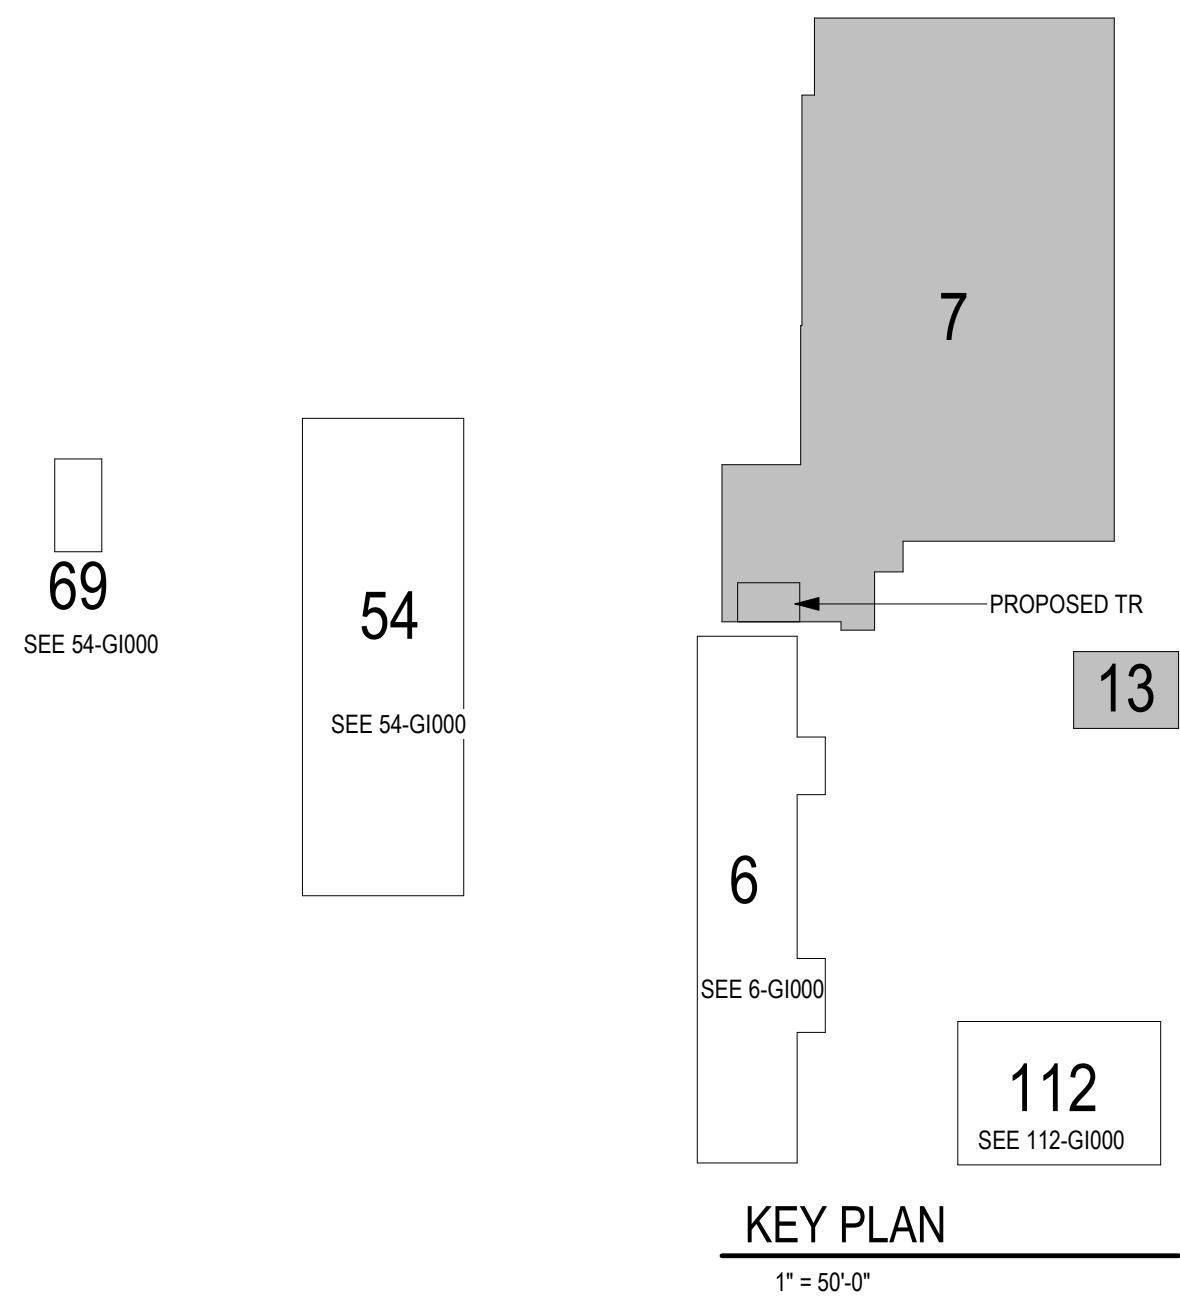 7
69
SEE 54-GI000
54
SEE 54-GI000
PROPOSED TR
13
6
SEE 6-GI000
112
SEE 112-GI000
KEY PLAN
1" = 50'-0"